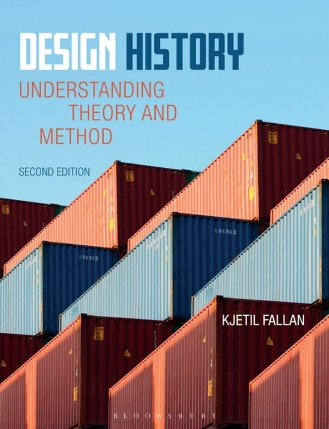 DESIGN HISTORY
UNDERSTANDING
THEORY AND
METHOD
SECOND EDITION
KJETIL FALLAN
BLOOMSBURY